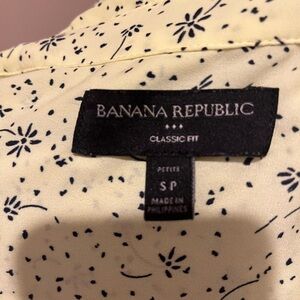 BANANA REPUBLIC
CLASSIC FIT
PETITE
SP
MADE IN
PHILIPPINES